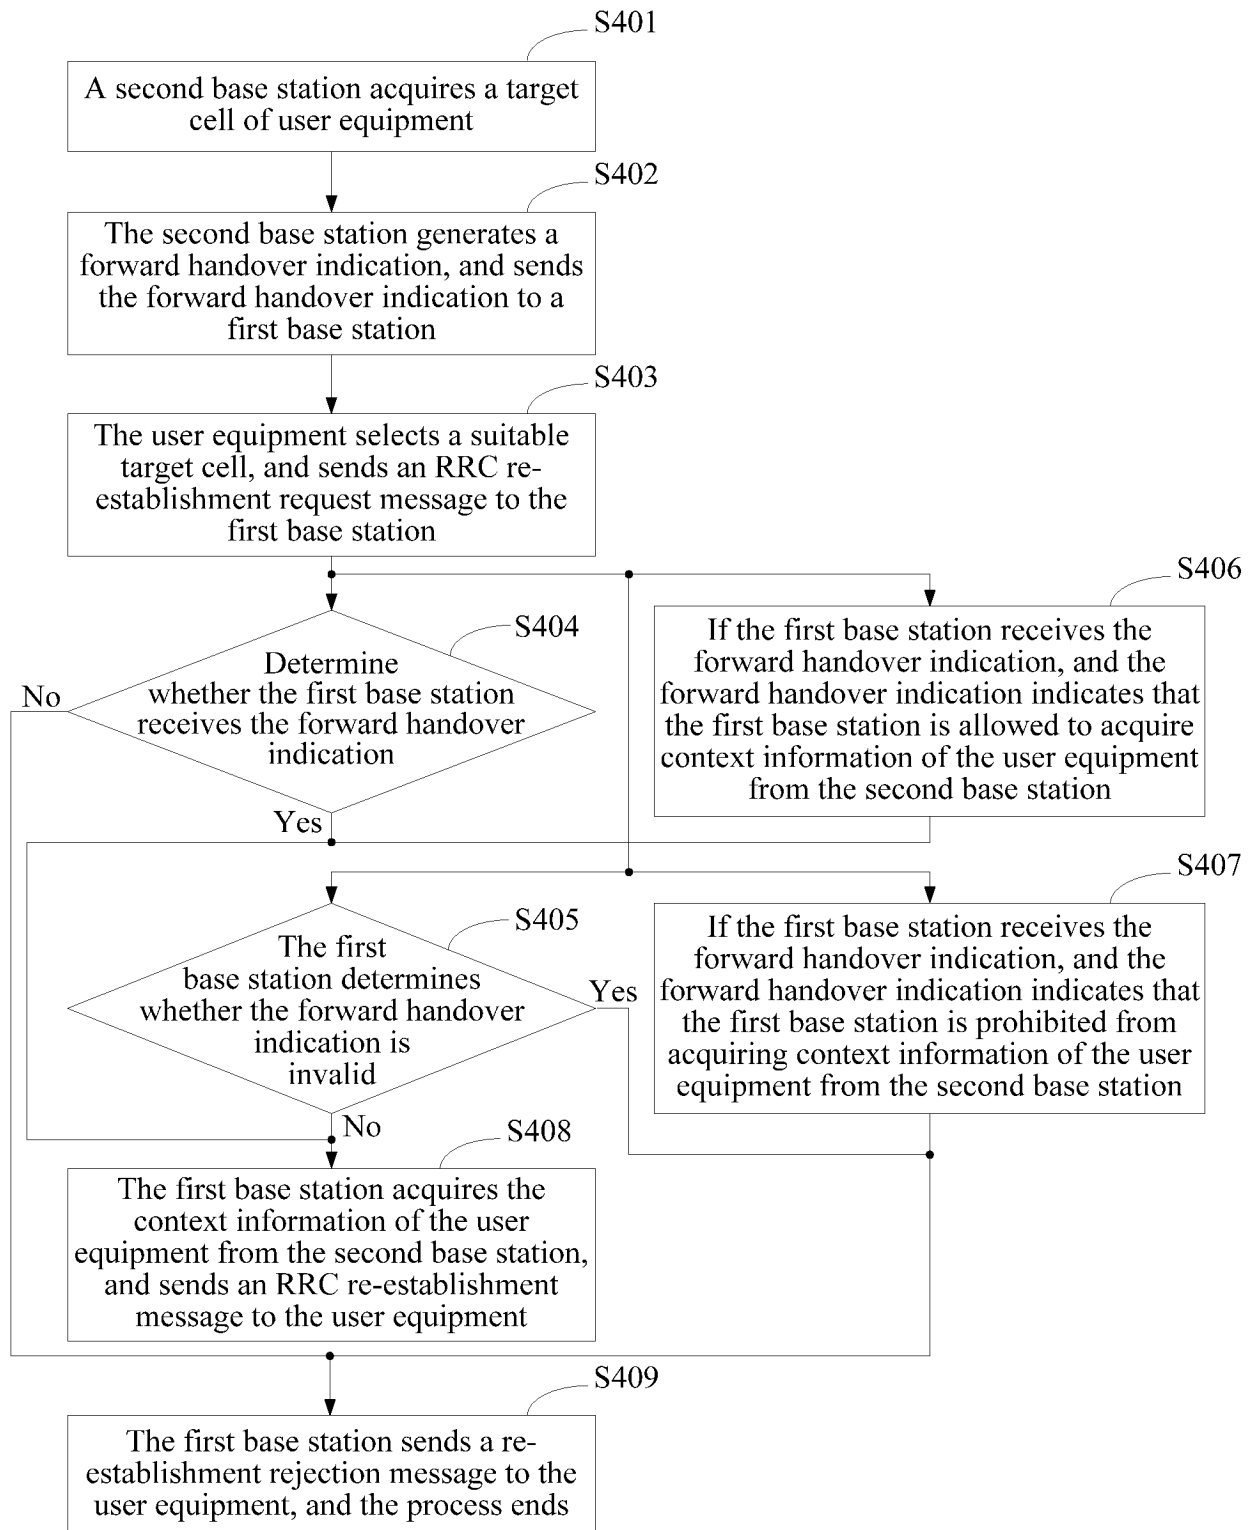 S401
A second base station acquires a target
cell of user equipment
S402
The second base station generates a
forward handover indication, and sends
the forward handover indication to a
first base station
S403
The user equipment selects a suitable
target cell, and sends an RRC re-
establishment request message to the
first base station
S404
Determine
whether the first base station
receives the forward handover
indication
No
Yes
S406
If the first base station receives the
forward handover indication, and the
forward handover indication indicates that
the first base station is allowed to acquire
context information of the user equipment
from the second base station
S405
The first
base station determines
whether the forward handover
indication is
invalid
Yes
No
S407
If the first base station receives the
forward handover indication, and the
forward handover indication indicates that
the first base station is prohibited from
acquiring context information of the user
equipment from the second base station
S408
The first base station acquires the
context information of the user
equipment from the second base station,
and sends an RRC re-establishment
message to the user equipment
S409
The first base station sends a re-
establishment rejection message to the
user equipment, and the process ends